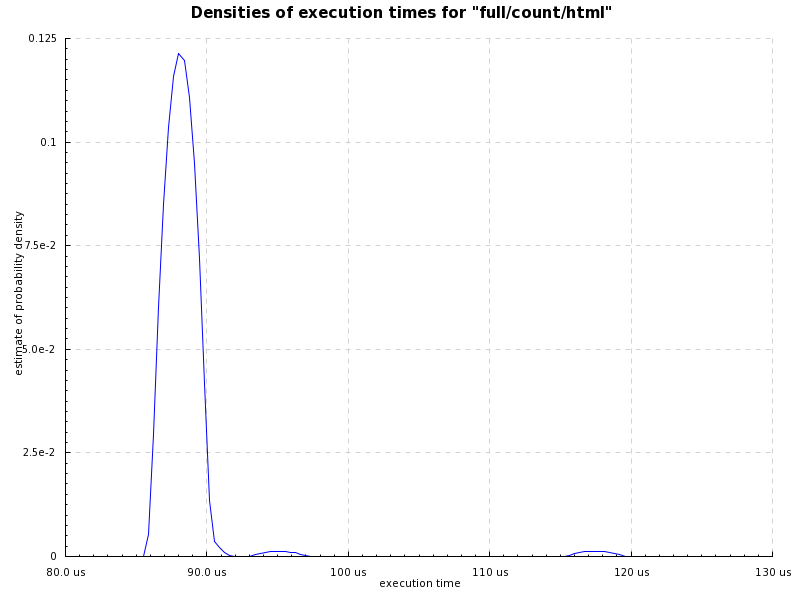 Densities of execution times for "full/count/html"
0.125
0.1
7.5e-2
5.0e-2
2.5e-2
0
estimate of probability density
80.0 us 90.0 us 100 us 110 us 120 us 130 us
execution time